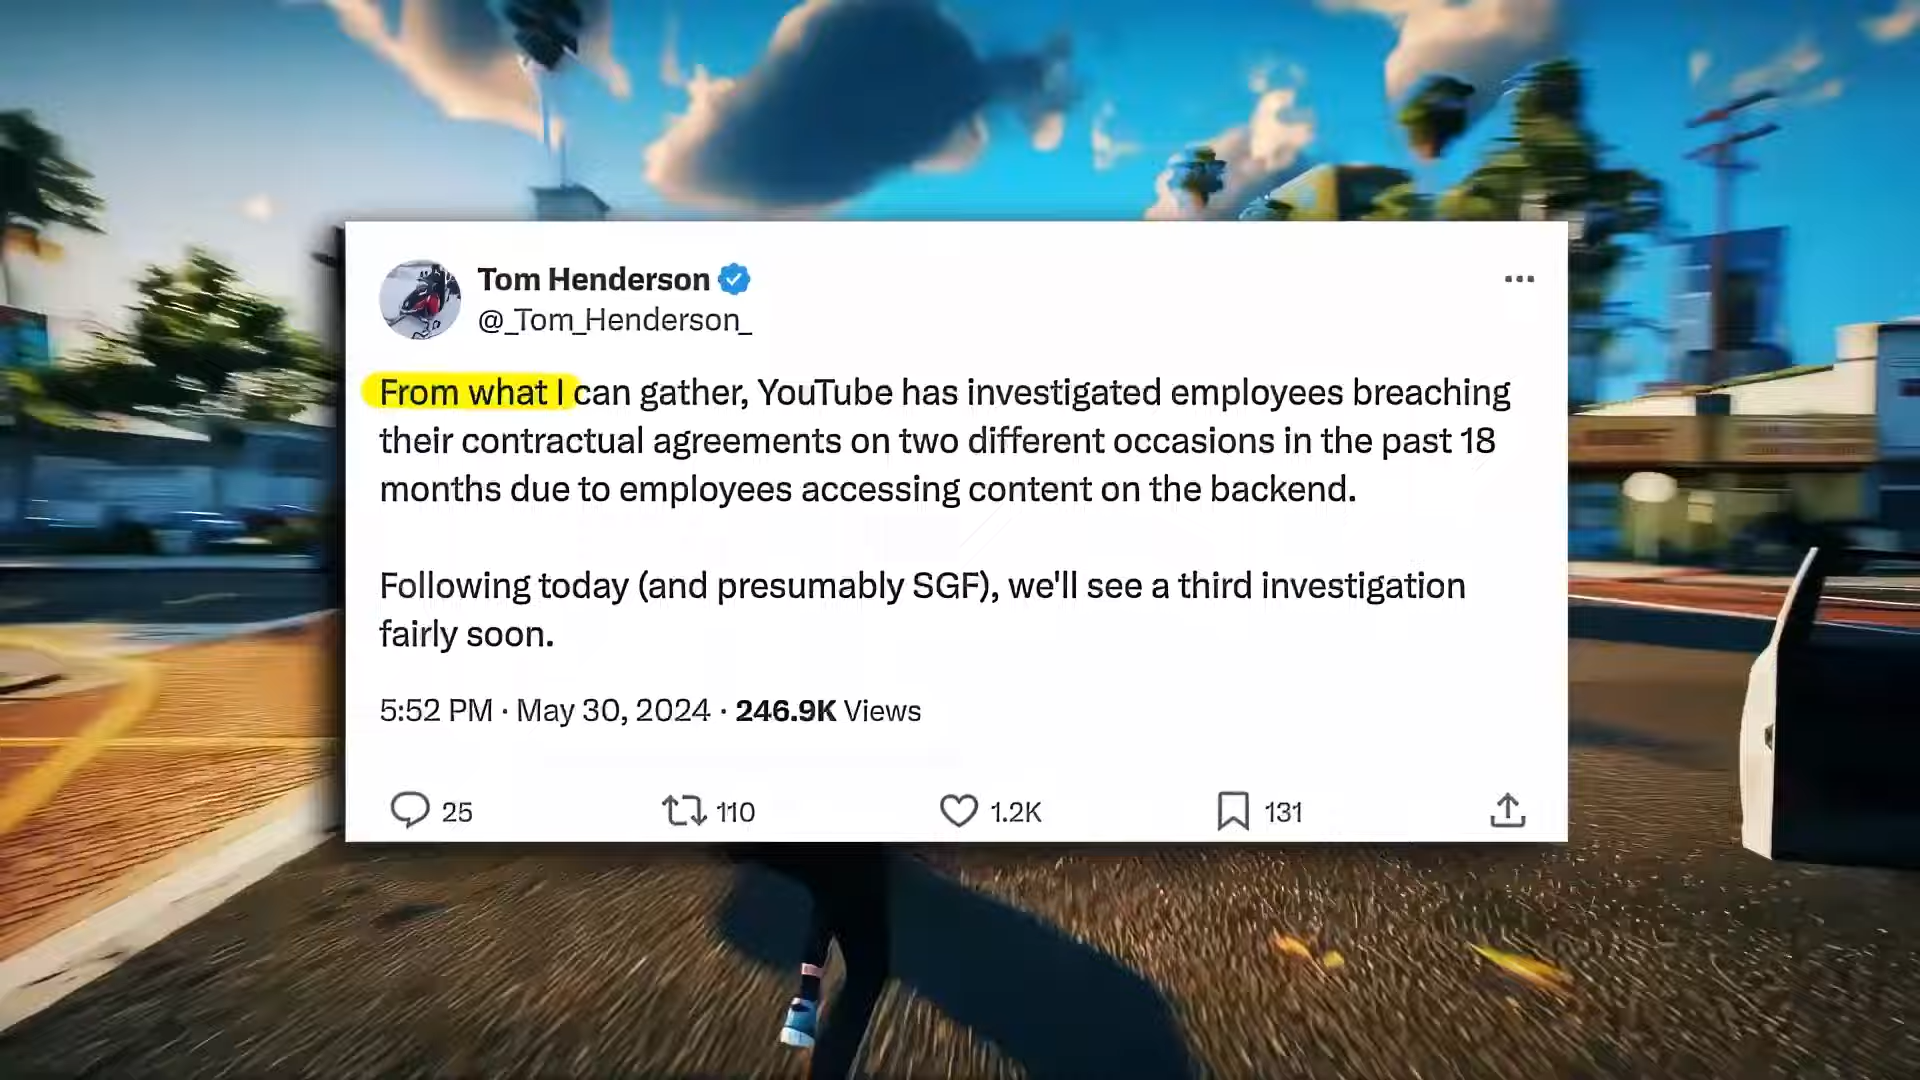 Tom Henderson
@_Tom_Henderson_
From what I can gather, YouTube has investigated employees breaching
their contractual agreements on two different occasions in the past 18
months due to employees accessing content on the backend.
Following today (and presumably SGF), we'll see a third investigation
fairly soon.
5:52 PM · May 30, 2024 · 246.9K Views
25 110 1.2K 131